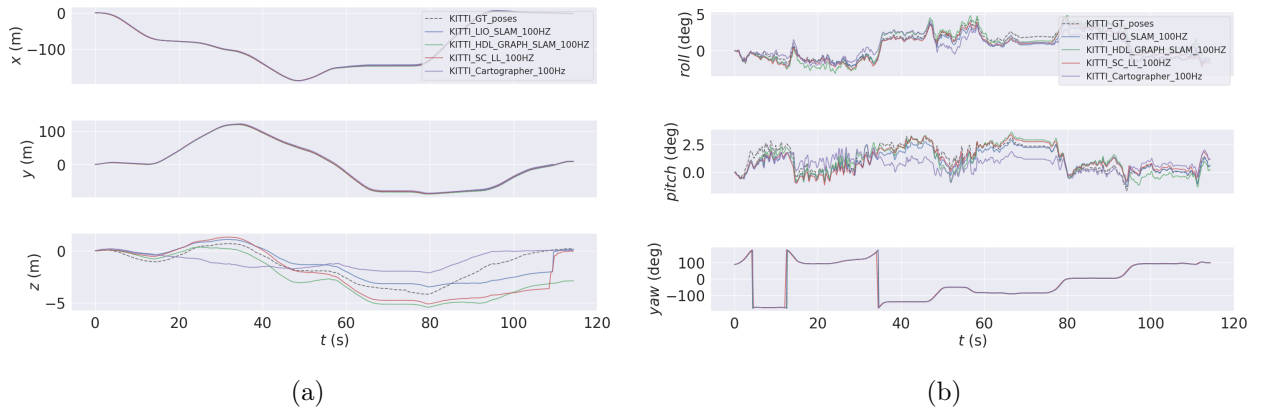 x (m)
0
−100
KITTI_GT_poses
KITTI_LIO_SLAM_100HZ
KITTI_HDL_GRAPH_SLAM_100HZ
KITTI_SC_LL_100HZ
KITTI_Cartographer_100Hz
y (m)
100
0
z (m)
0
−5
0 20 40 60 80 100 120
t (s)
(a)
roll (deg)
5
0
KITTI_GT_poses
KITTI_LIO_SLAM_100HZ
KITTI_HDL_GRAPH_SLAM_100HZ
KITTI_SC_LL_100HZ
KITTI_Cartographer_100Hz
pitch (deg)
2.5
0.0
yaw (deg)
100
0
−100
0 20 40 60 80 100 120
t (s)
(b)